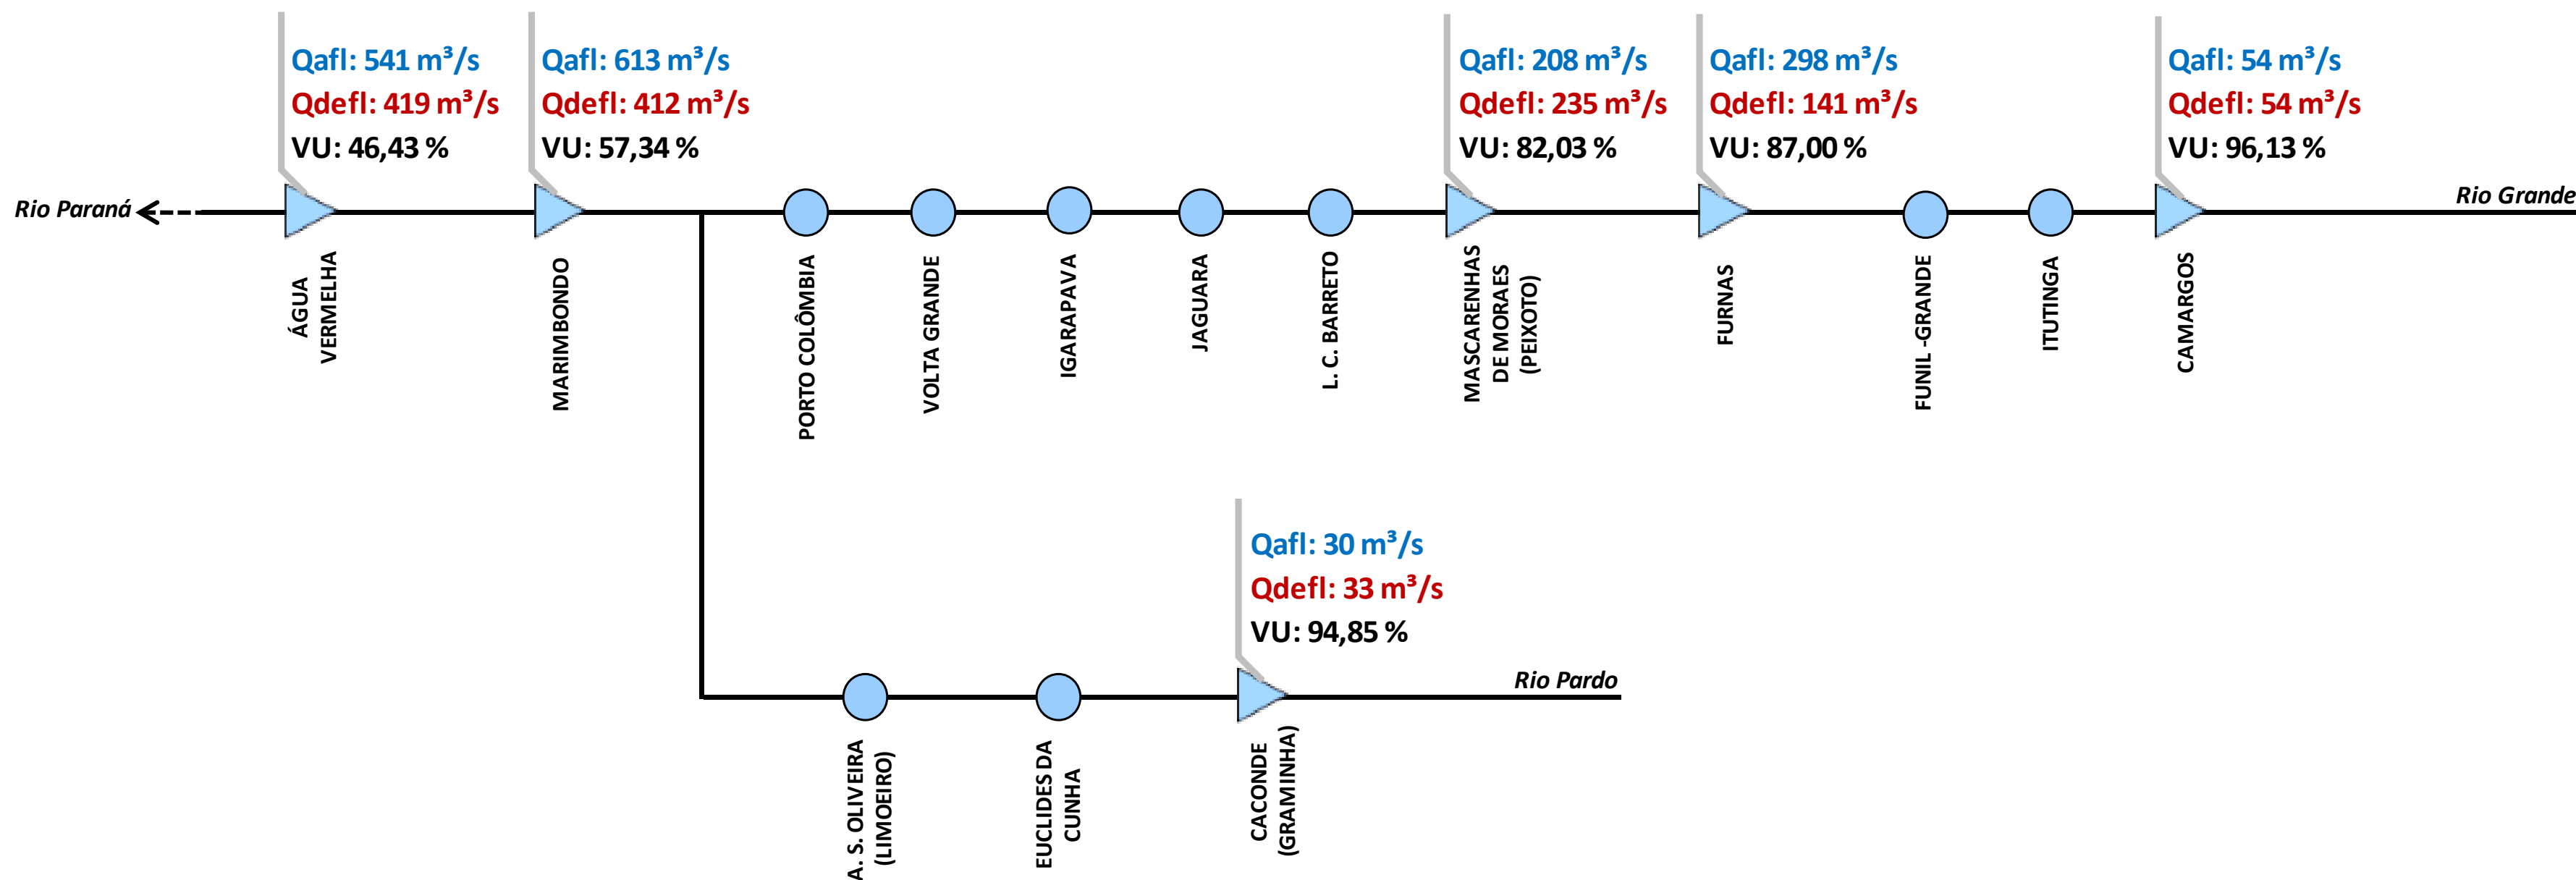 Qafl: 541 m³/s
Qdefl: 419 m³/s
VU: 46,43 %
Qafl: 613 m³/s
Qdefl: 412 m³/s
VU: 57,34 %
Qafl: 208 m³/s
Qdefl: 235 m³/s
VU: 82,03 %
Qafl: 298 m³/s
Qdefl: 141 m³/s
VU: 87,00 %
Qafl: 54 m³/s
Qdefl: 54 m³/s
VU: 96,13 %
Rio Paraná
Rio Grande
ÁGUA
VERMELHA
MARIMBONDO
PORTO COLÔMBIA
VOLTA GRANDE
IGARAPAVA
JAGUARA
L. C. BARRETO
MASCARENHAS
DE MORAES
(PEIXOTO)
FURNAS
FUNIL -GRANDE
ITUTINGA
CAMARGOS
Qafl: 30 m³/s
Qdefl: 33 m³/s
VU: 94,85 %
Rio Pardo
A. S. OLIVEIRA
(LIMOEIRO)
EUCLIDES DA
CUNHA
CACONDE
(GRAMINHA)